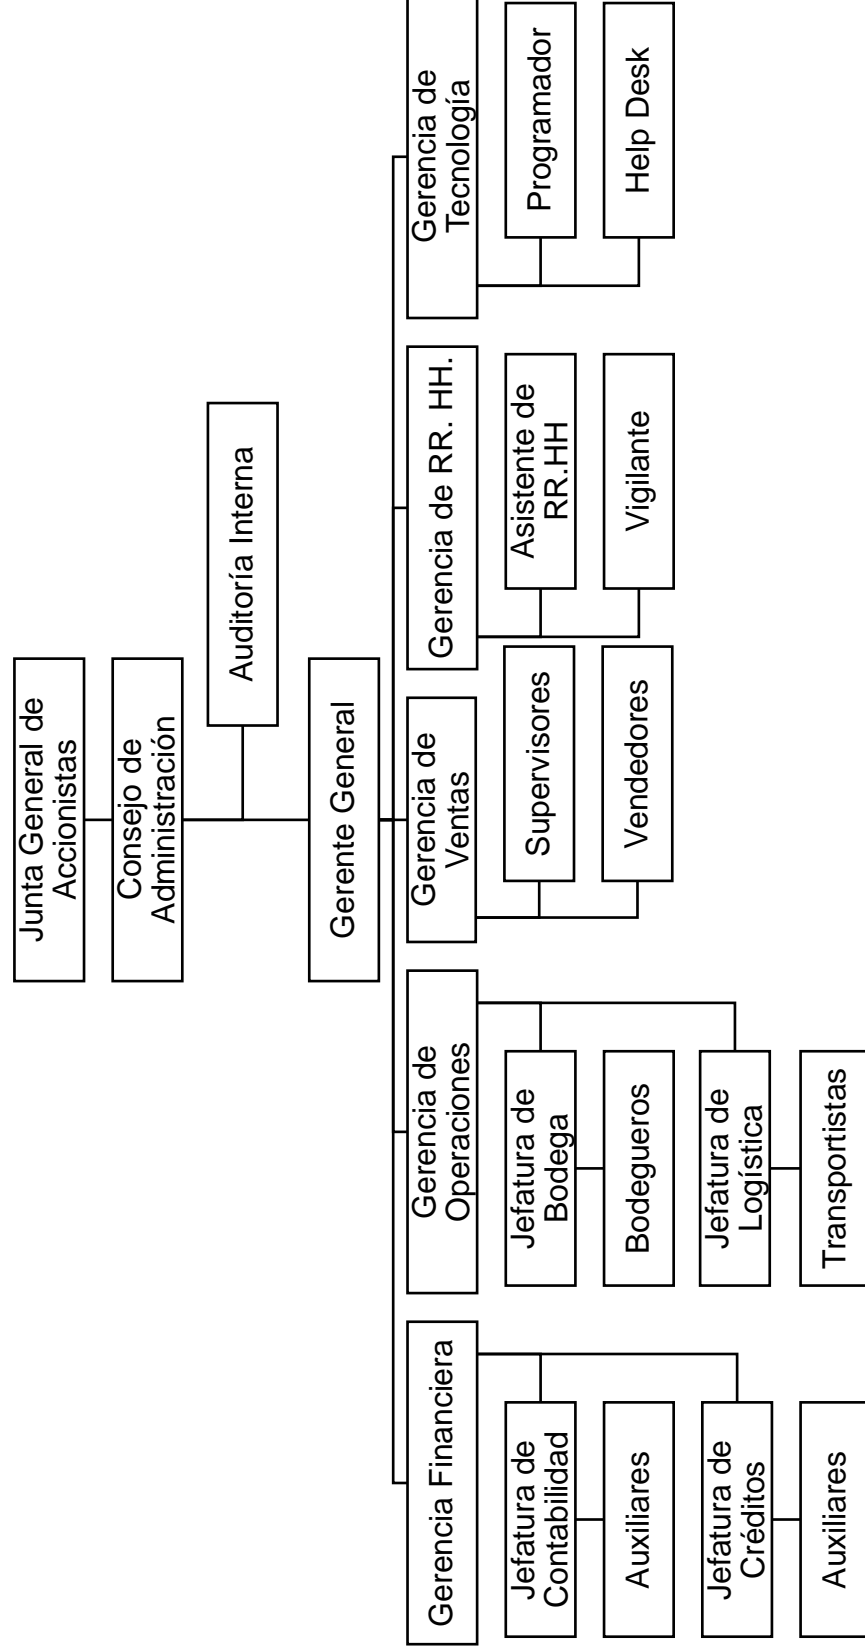 Junta General de
Accionistas
Consejo de
Administración
Auditoría Interna
Gerente General
Gerencia Financiera
Jefatura de
Contabilidad
Auxiliares
Jefatura de
Créditos
Auxiliares
Gerencia de
Operaciones
Jefatura de
Bodega
Bodegueros
Jefatura de
Logística
Transportistas
Gerencia de
Ventas
Supervisores
Vendedores
Gerencia de RR. HH.
Asistente de
RR.HH
Vigilante
Gerencia de
Tecnología
Programador
Help Desk